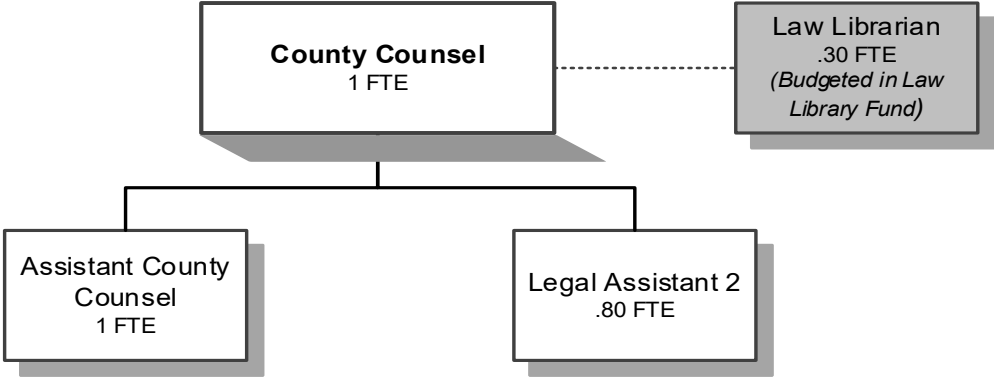 County Counsel
1 FTE
Law Librarian
.30 FTE
(Budgeted in Law
Library Fund)
Assistant County
Counsel
1 FTE
Legal Assistant 2
.80 FTE